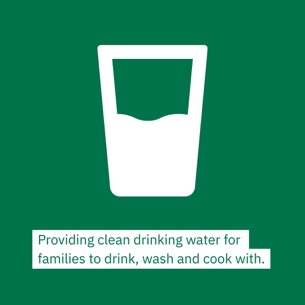 Providing clean drinking water for
families to drink, wash and cook with.